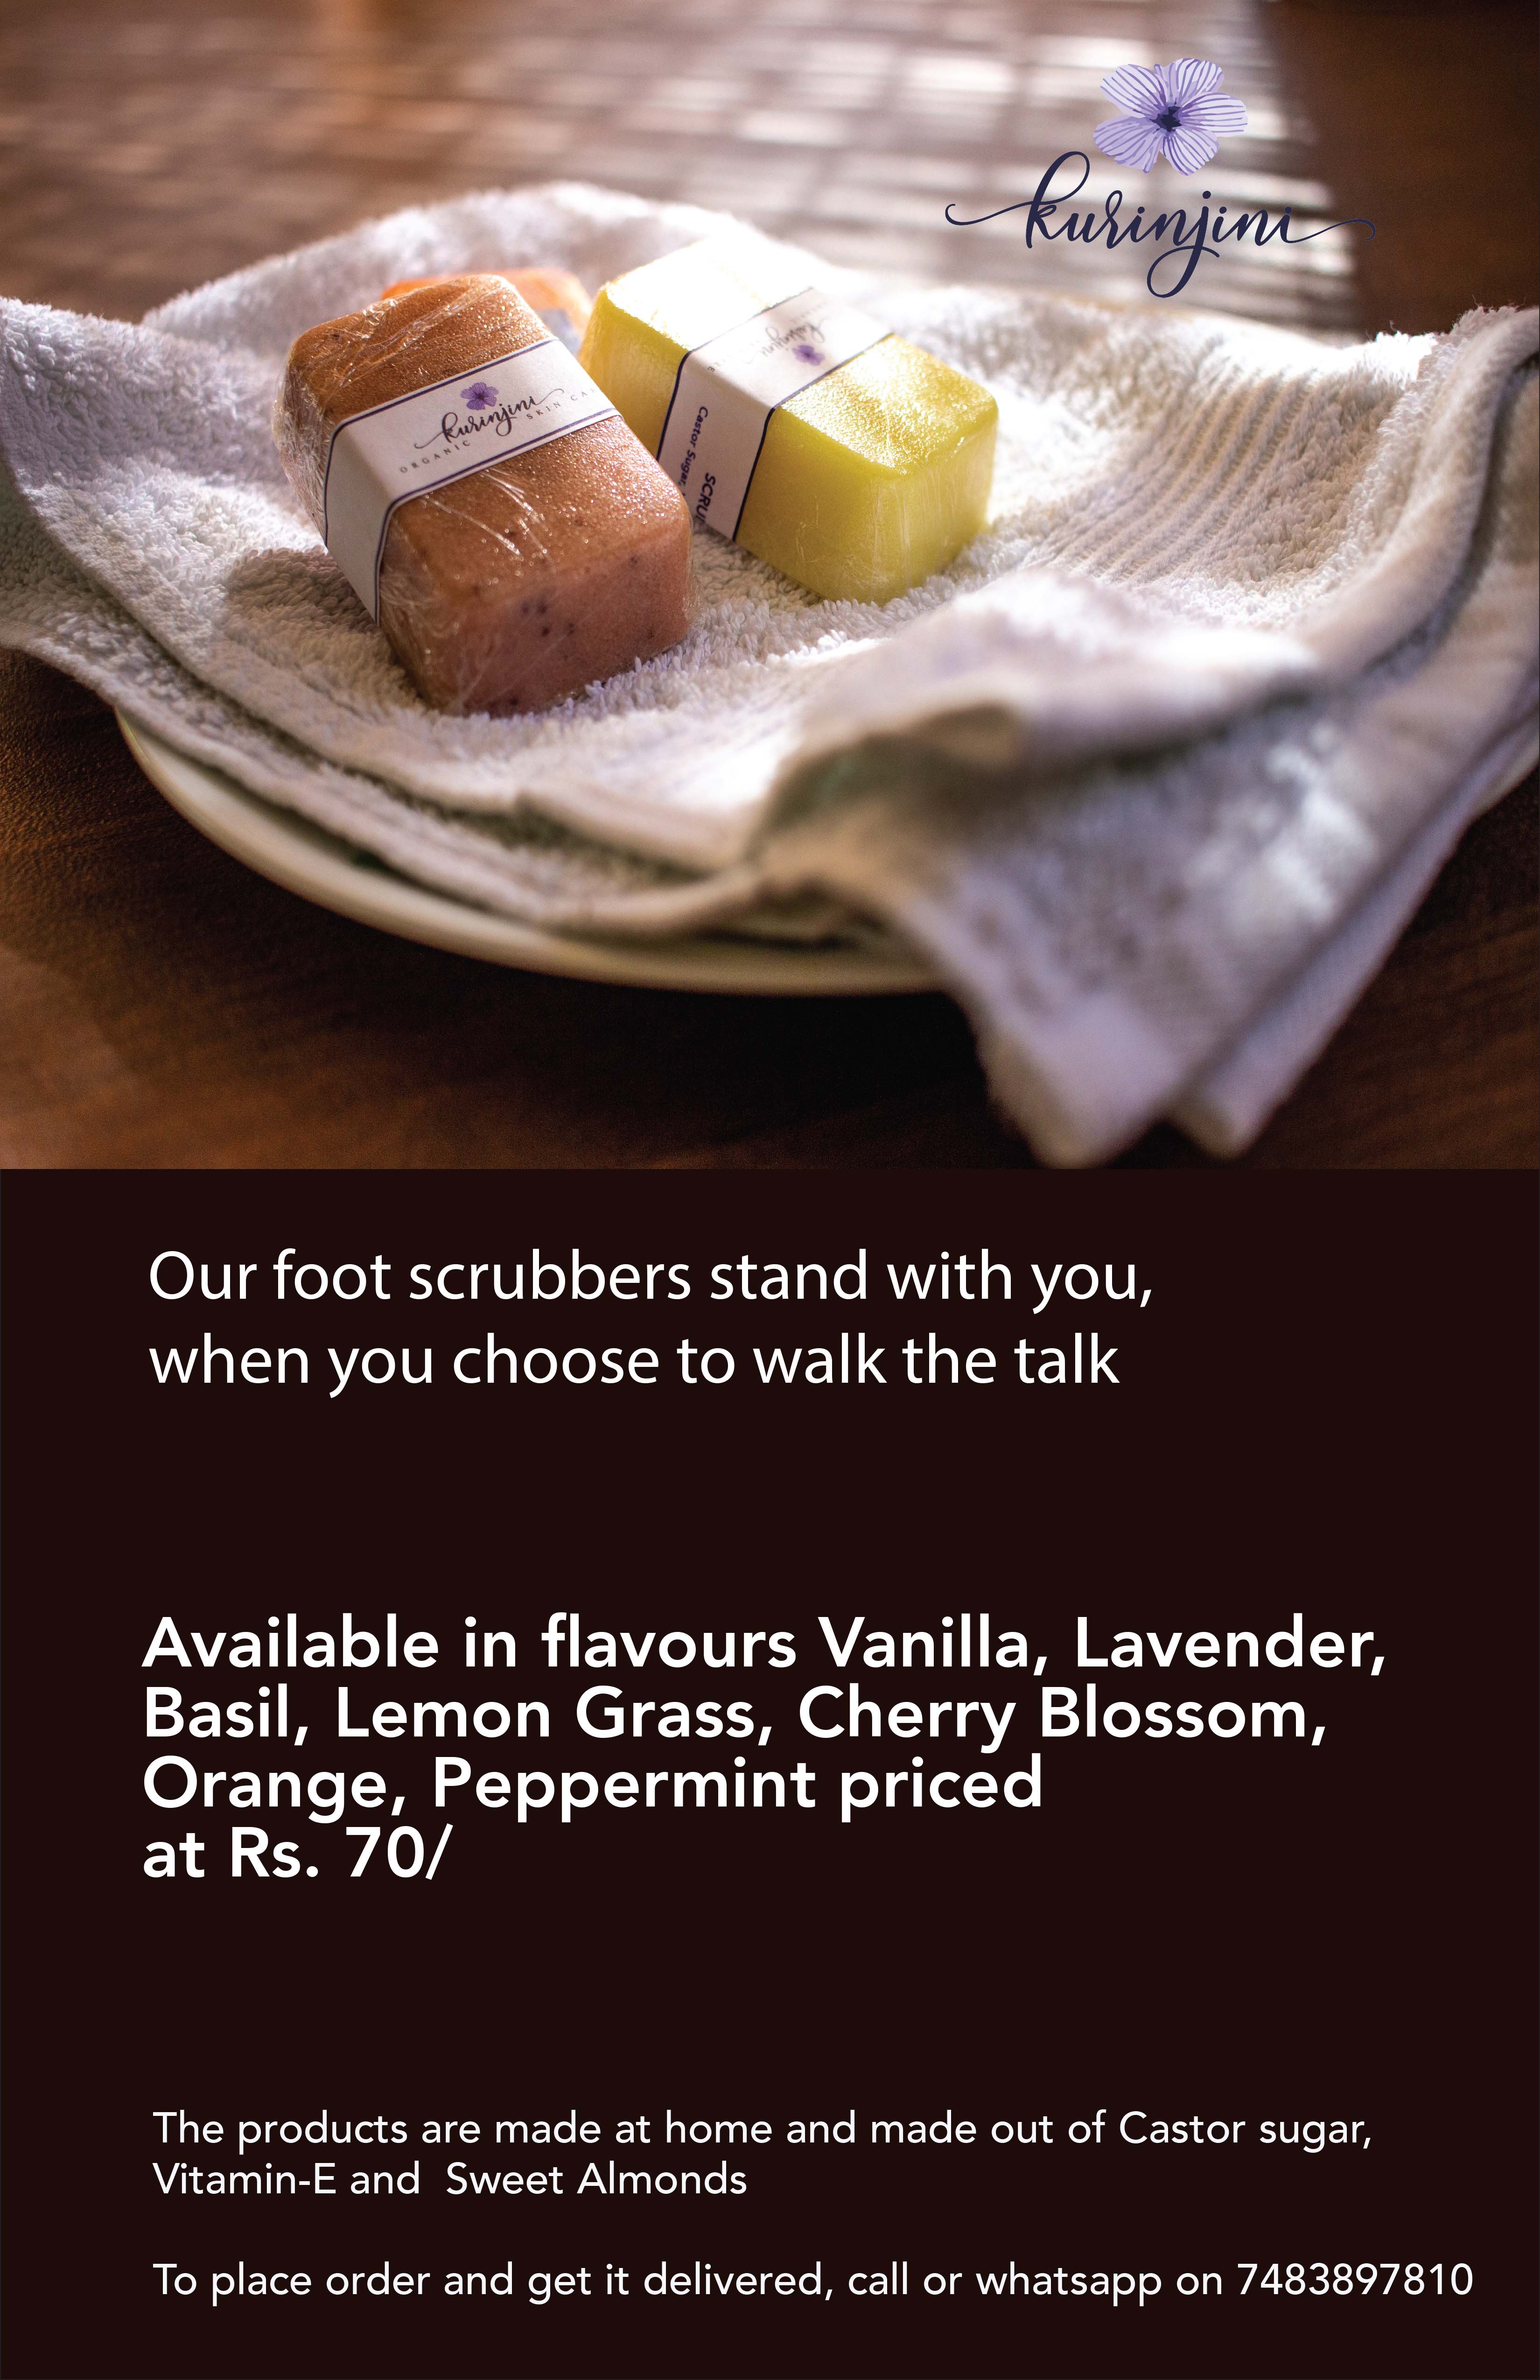 kurinjini
kurinjini
ORGANIC SKIN CA
kurinjini
Castor Sugar,
SCRU
Our foot scrubbers stand with you,
when you choose to walk the talk
Available in flavours Vanilla, Lavender,
Basil, Lemon Grass, Cherry Blossom,
Orange, Peppermint priced
at Rs. 70/
The products are made at home and made out of Castor sugar,
Vitamin-E and  Sweet Almonds
To place order and get it delivered, call or whatsapp on 7483897810